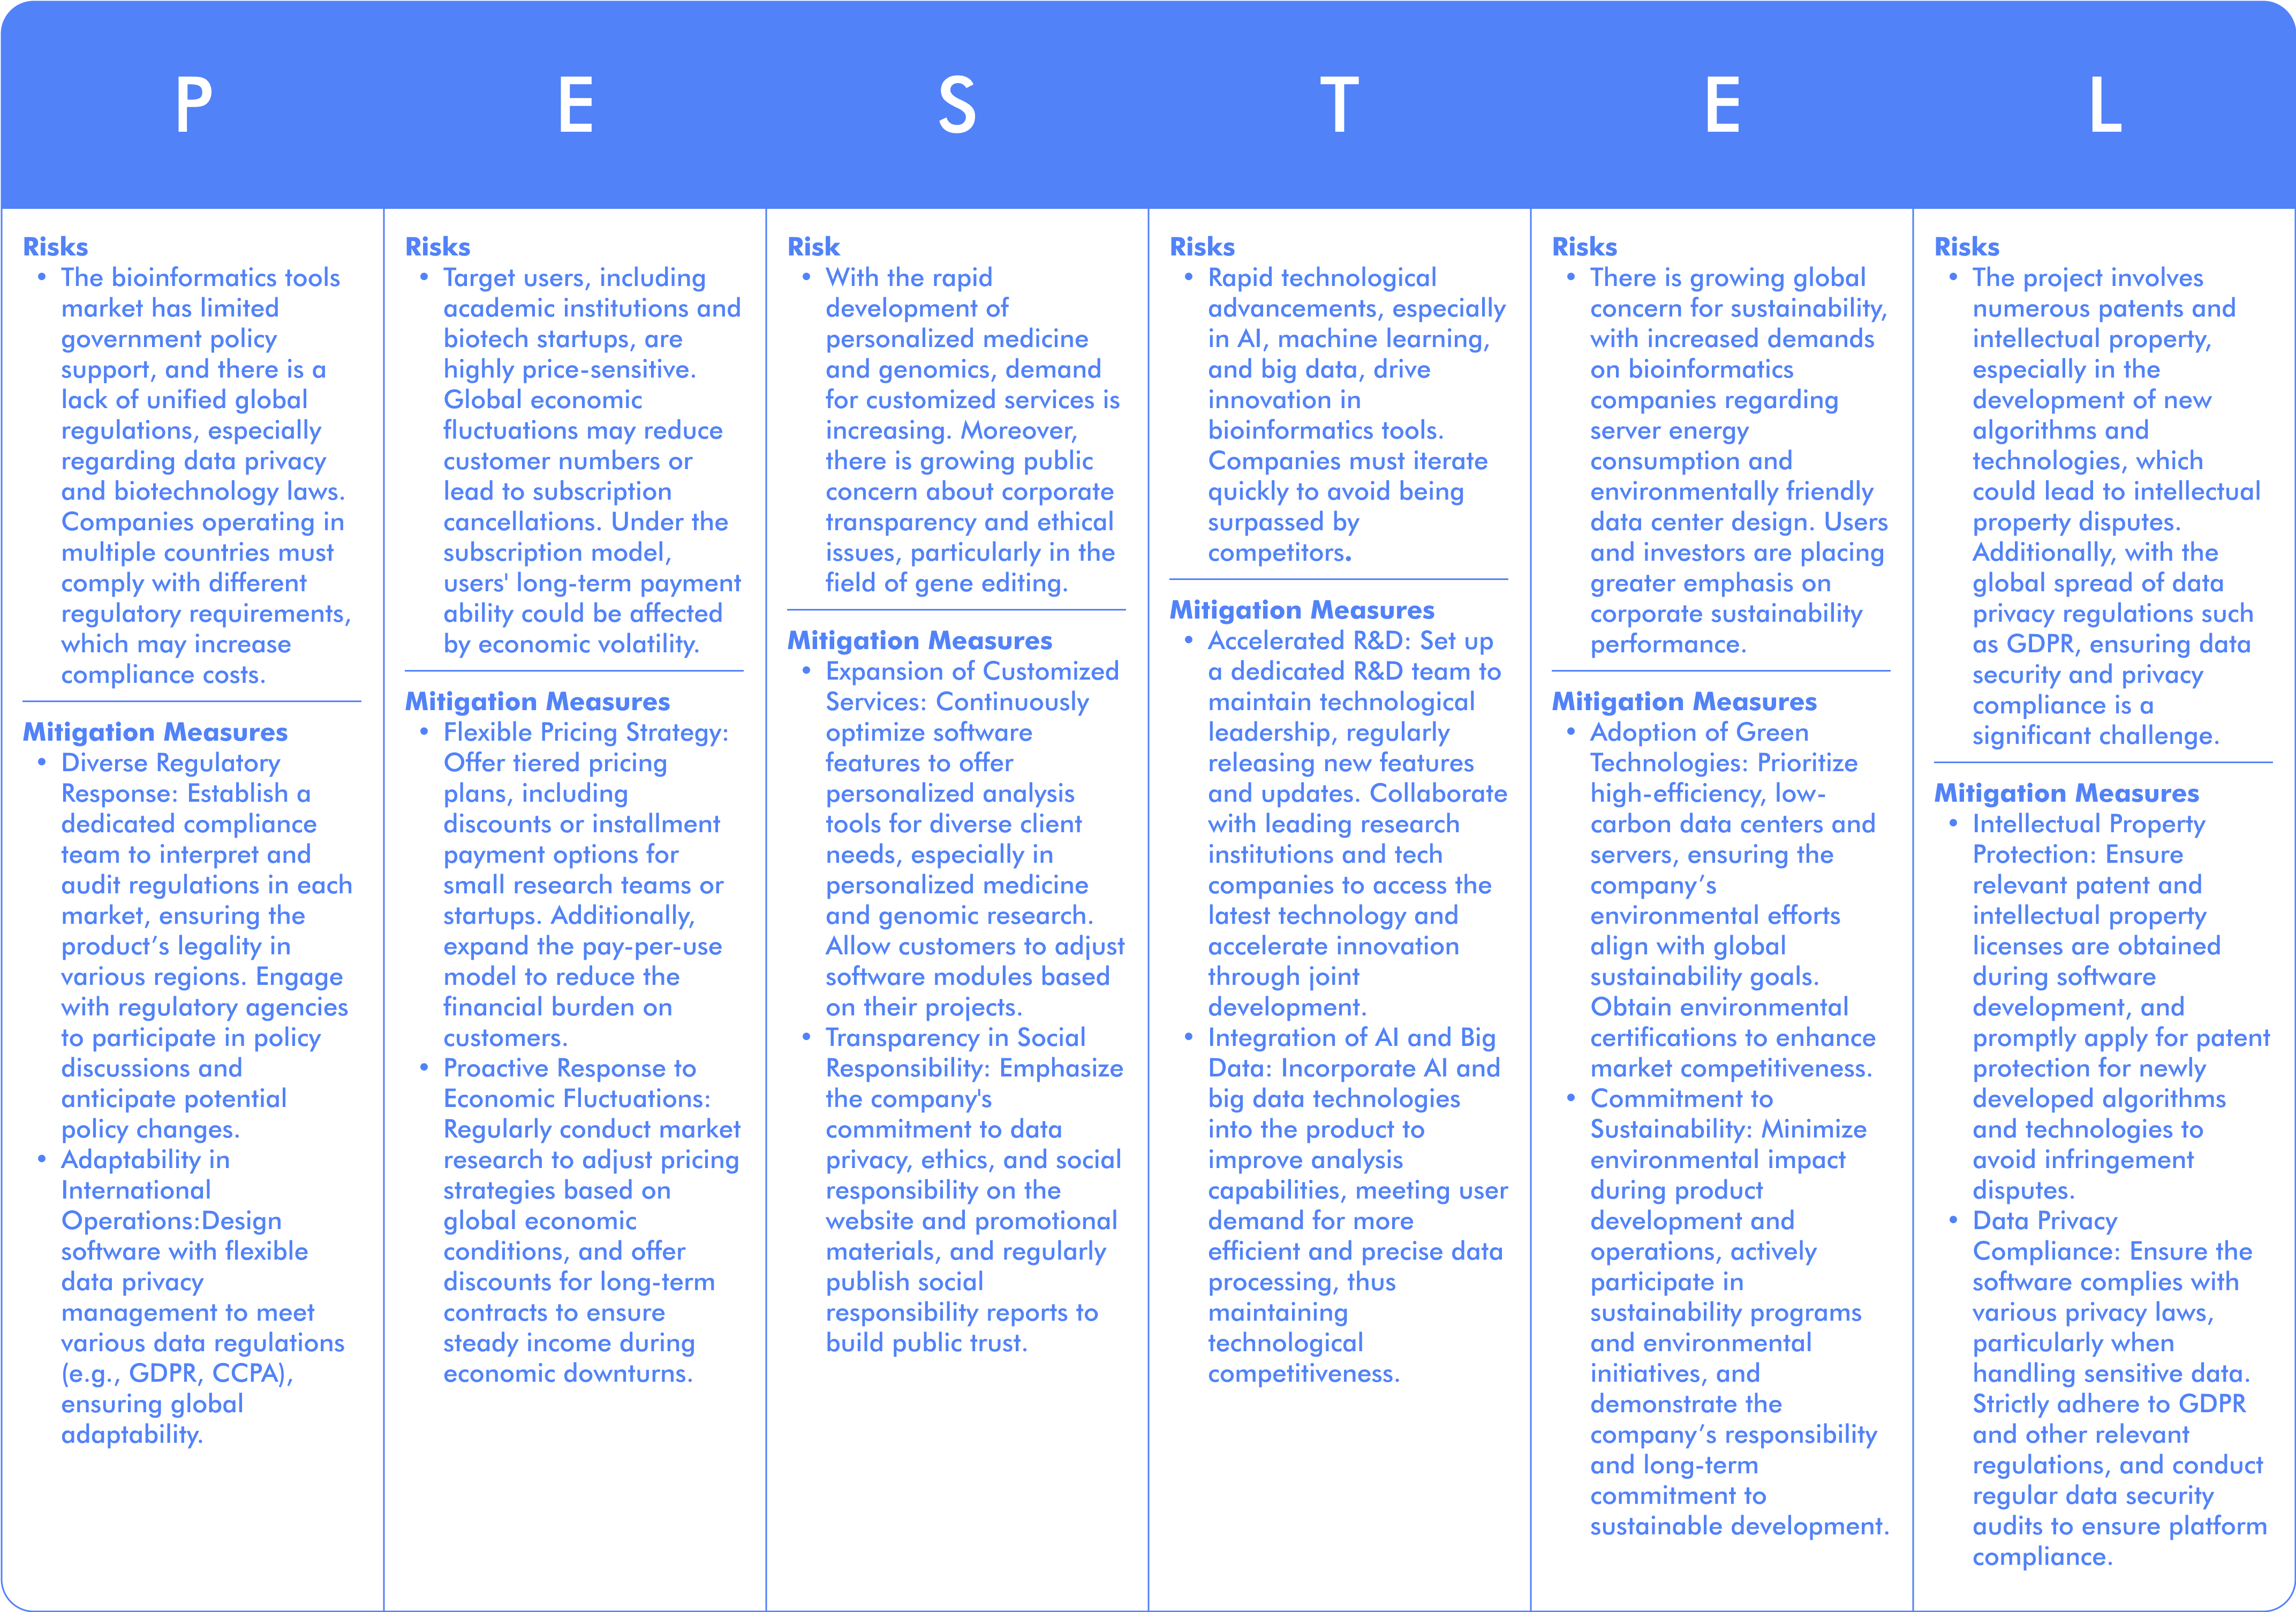 P
E
S
T
E
L
Risks
• The bioinformatics tools
market has limited
government policy
support, and there is a
lack of unified global
regulations, especially
regarding data privacy
and biotechnology laws.
Companies operating in
multiple countries must
comply with different
regulatory requirements,
which may increase
compliance costs.
Mitigation Measures
• Diverse Regulatory
Response: Establish a
dedicated compliance
team to interpret and
audit regulations in each
market, ensuring the
product’s legality in
various regions. Engage
with regulatory agencies
to participate in policy
discussions and
anticipate potential
policy changes.
• Adaptability in
International
Operations:Design
software with flexible
data privacy
management to meet
various data regulations
(e.g., GDPR, CCPA),
ensuring global
adaptability.
Risks
• Target users, including
academic institutions and
biotech startups, are
highly price-sensitive.
Global economic
fluctuations may reduce
customer numbers or
lead to subscription
cancellations. Under the
subscription model,
users' long-term payment
ability could be affected
by economic volatility.
Mitigation Measures
• Flexible Pricing Strategy:
Offer tiered pricing
plans, including
discounts or installment
payment options for
small research teams or
startups. Additionally,
expand the pay-per-use
model to reduce the
financial burden on
customers.
• Proactive Response to
Economic Fluctuations:
Regularly conduct market
research to adjust pricing
strategies based on
global economic
conditions, and offer
discounts for long-term
contracts to ensure
steady income during
economic downturns.
Risk
• With the rapid
development of
personalized medicine
and genomics, demand
for customized services is
increasing. Moreover,
there is growing public
concern about corporate
transparency and ethical
issues, particularly in the
field of gene editing.
Mitigation Measures
• Expansion of Customized
Services: Continuously
optimize software
features to offer
personalized analysis
tools for diverse client
needs, especially in
personalized medicine
and genomic research.
Allow customers to adjust
software modules based
on their projects.
• Transparency in Social
Responsibility: Emphasize
the company's
commitment to data
privacy, ethics, and social
responsibility on the
website and promotional
materials, and regularly
publish social
responsibility reports to
build public trust.
Risks
• Rapid technological
advancements, especially
in AI, machine learning,
and big data, drive
innovation in
bioinformatics tools.
Companies must iterate
quickly to avoid being
surpassed by
competitors.
Mitigation Measures
• Accelerated R&D: Set up
a dedicated R&D team to
maintain technological
leadership, regularly
releasing new features
and updates. Collaborate
with leading research
institutions and tech
companies to access the
latest technology and
accelerate innovation
through joint
development.
• Integration of AI and Big
Data: Incorporate AI and
big data technologies
into the product to
improve analysis
capabilities, meeting user
demand for more
efficient and precise data
processing, thus
maintaining
technological
competitiveness.
Risks
• There is growing global
concern for sustainability,
with increased demands
on bioinformatics
companies regarding
server energy
consumption and
environmentally friendly
data center design. Users
and investors are placing
greater emphasis on
corporate sustainability
performance.
Mitigation Measures
• Adoption of Green
Technologies: Prioritize
high-efficiency, low-
carbon data centers and
servers, ensuring the
company’s
environmental efforts
align with global
sustainability goals.
Obtain environmental
certifications to enhance
market competitiveness.
• Commitment to
Sustainability: Minimize
environmental impact
during product
development and
operations, actively
participate in
sustainability programs
and environmental
initiatives, and
demonstrate the
company’s responsibility
and long-term
commitment to
sustainable development.
Risks
• The project involves
numerous patents and
intellectual property,
especially in the
development of new
algorithms and
technologies, which
could lead to intellectual
property disputes.
Additionally, with the
global spread of data
privacy regulations such
as GDPR, ensuring data
security and privacy
compliance is a
significant challenge.
Mitigation Measures
• Intellectual Property
Protection: Ensure
relevant patent and
intellectual property
licenses are obtained
during software
development, and
promptly apply for patent
protection for newly
developed algorithms
and technologies to
avoid infringement
disputes.
• Data Privacy
Compliance: Ensure the
software complies with
various privacy laws,
particularly when
handling sensitive data.
Strictly adhere to GDPR
and other relevant
regulations, and conduct
regular data security
audits to ensure platform
compliance.